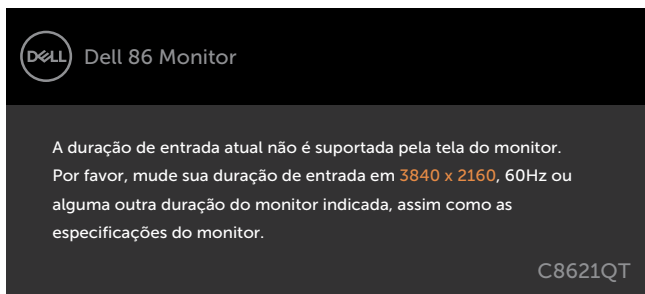 DELL
Dell 86 Monitor
A duração de entrada atual não é suportada pela tela do monitor.
Por favor, mude sua duração de entrada em 3840 x 2160, 60Hz ou
alguma outra duração do monitor indicada, assim como as
especificações do monitor.
C8621QT